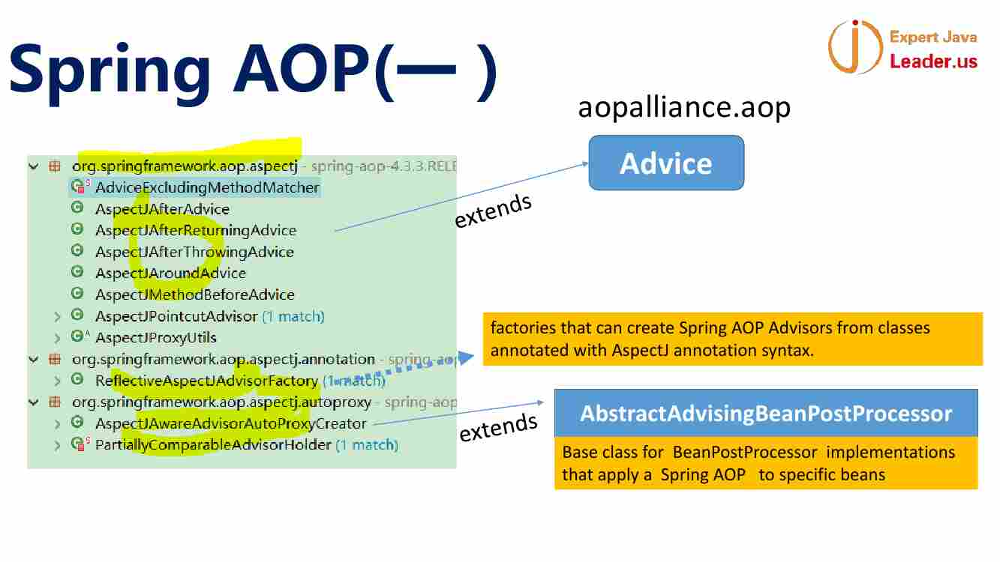 Spring AOP(一 )
Expert Java
Leader.us
aopalliance.aop
Advice
org.springframework.aop.aspectj - spring-aop-4.3.3.RELE
AdviceExcludingMethodMatcher
AspectJAfterAdvice
AspectJAfterReturningAdvice
AspectJAfterThrowingAdvice
AspectJAroundAdvice
AspectJMethodBeforeAdvice
AspectJPointcutAdvisor (1 match)
AspectJProxyUtils
org.springframework.aop.aspectj.annotation - spring-aop
ReflectiveAspectJAdvisorFactory (1 match)
org.springframework.aop.aspectj.autoproxy - spring-aop
AspectJAwareAdvisorAutoProxyCreator
PartiallyComparableAdvisorHolder (1 match)
extends
factories that can create Spring AOP Advisors from classes
annotated with AspectJ annotation syntax.
extends
AbstractAdvisingBeanPostProcessor
Base class for BeanPostProcessor implementations
that apply a Spring AOP to specific beans